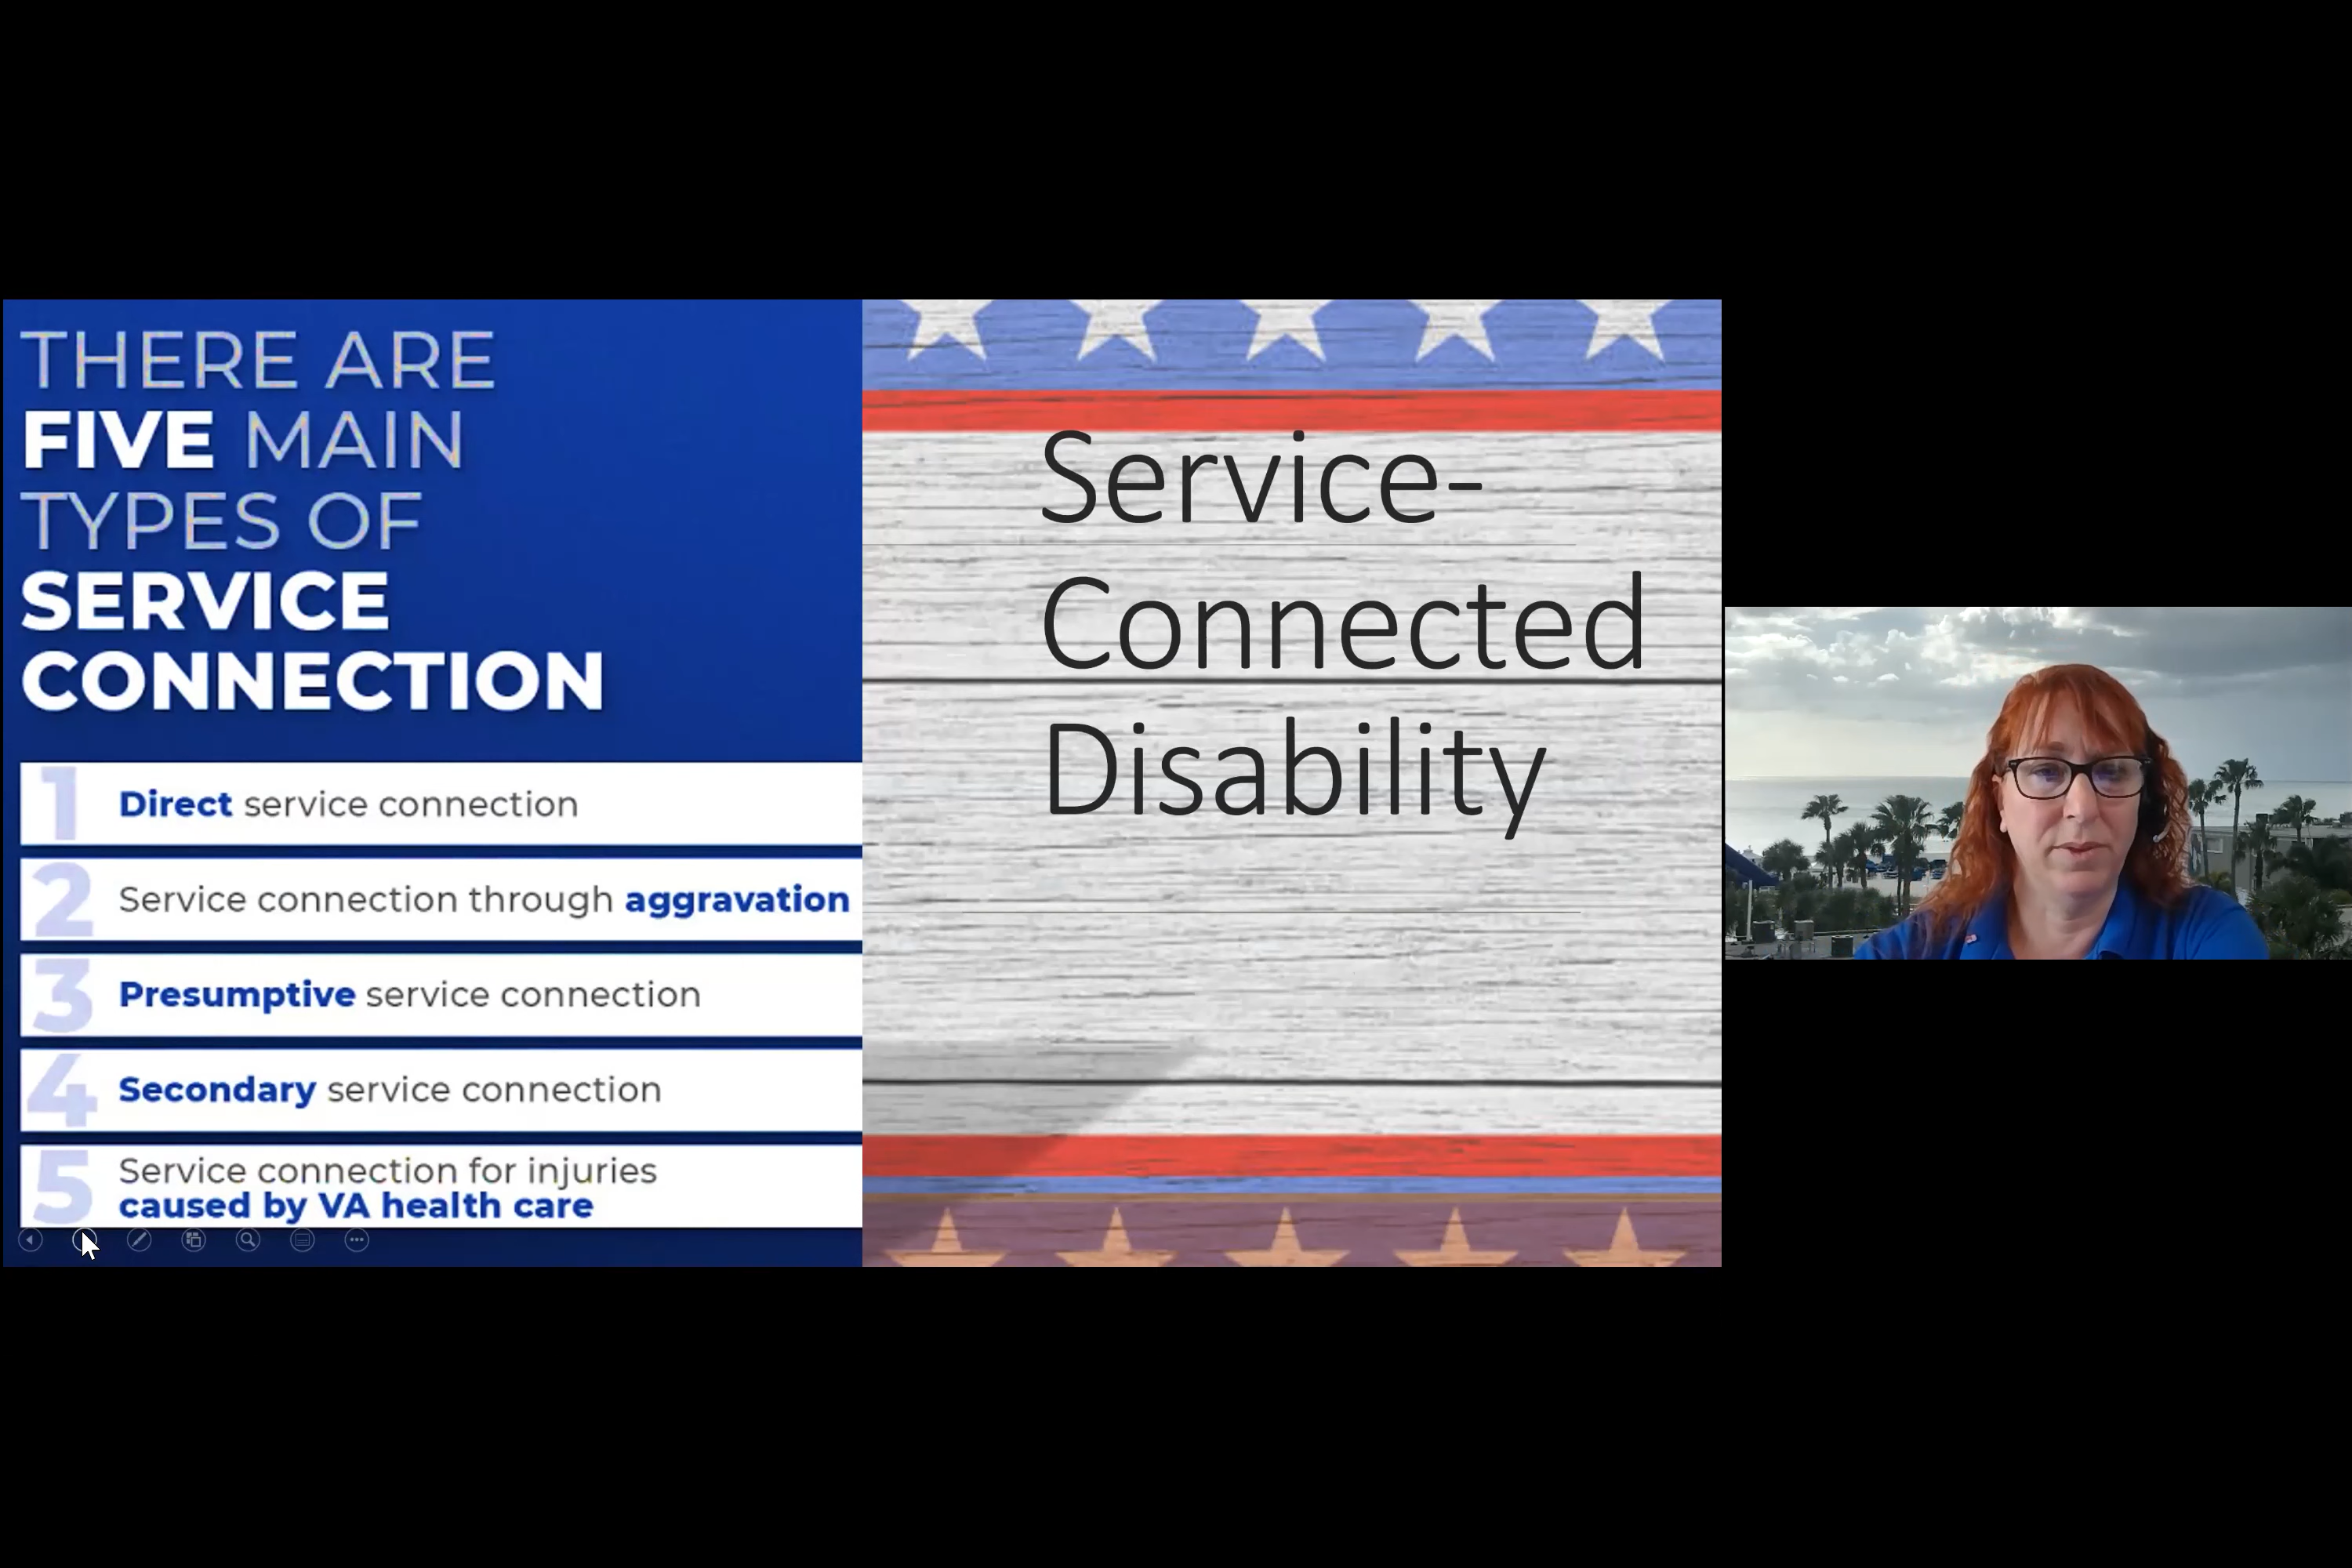 THERE ARE
FIVE MAIN
TYPES OF
SERVICE
CONNECTION
1 Direct service connection
2 Service connection through aggravation
3 Presumptive service connection
4 Secondary service connection
5 Service connection for injuries
caused by VA health care
Service-
Connected
Disability